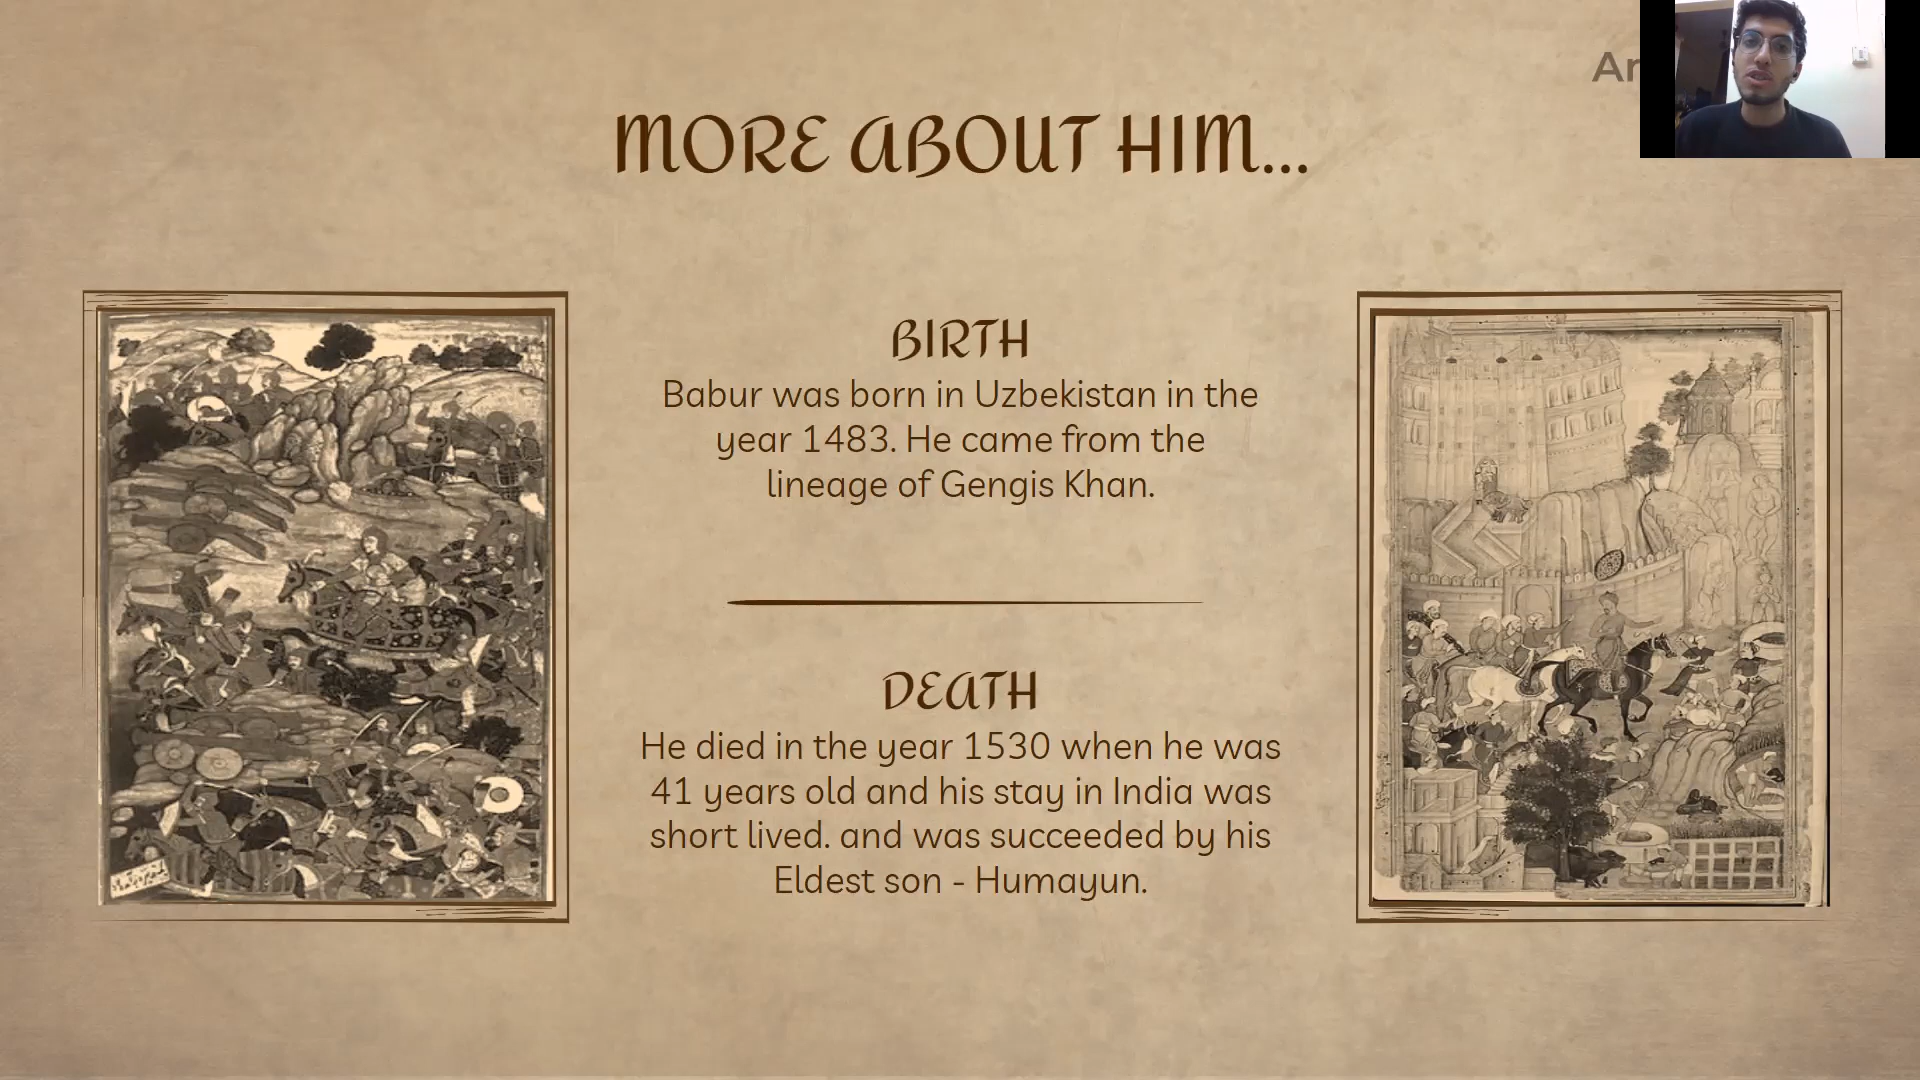 Ar
MORE ABOUT HIM...
BIRTH
Babur was born in Uzbekistan in the
year 1483. He came from the
lineage of Gengis Khan.
DEATH
He died in the year 1530 when he was
41 years old and his stay in India was
short lived. and was succeeded by his
Eldest son - Humayun.